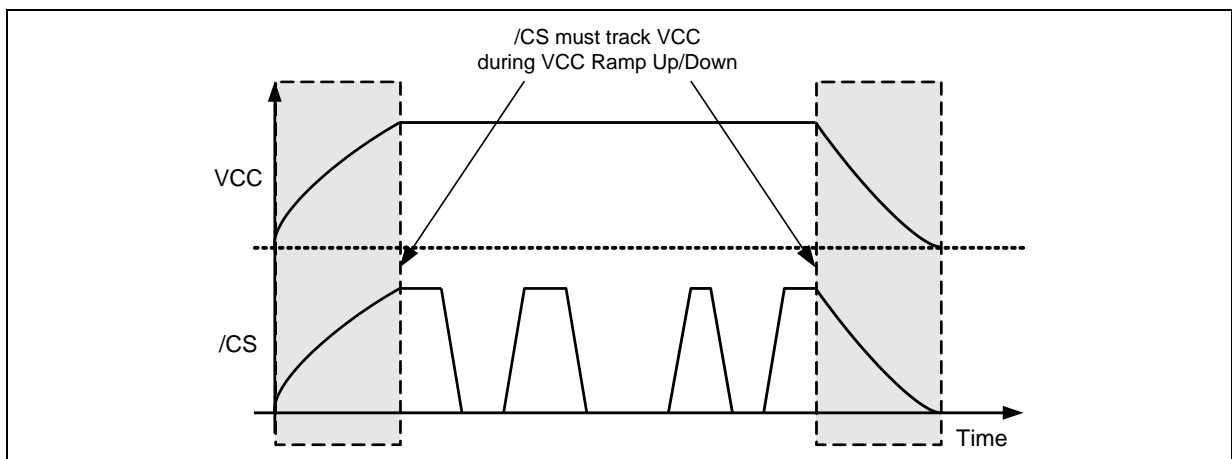 /CS must track VCC
during VCC Ramp Up/Down
VCC
/CS
Time